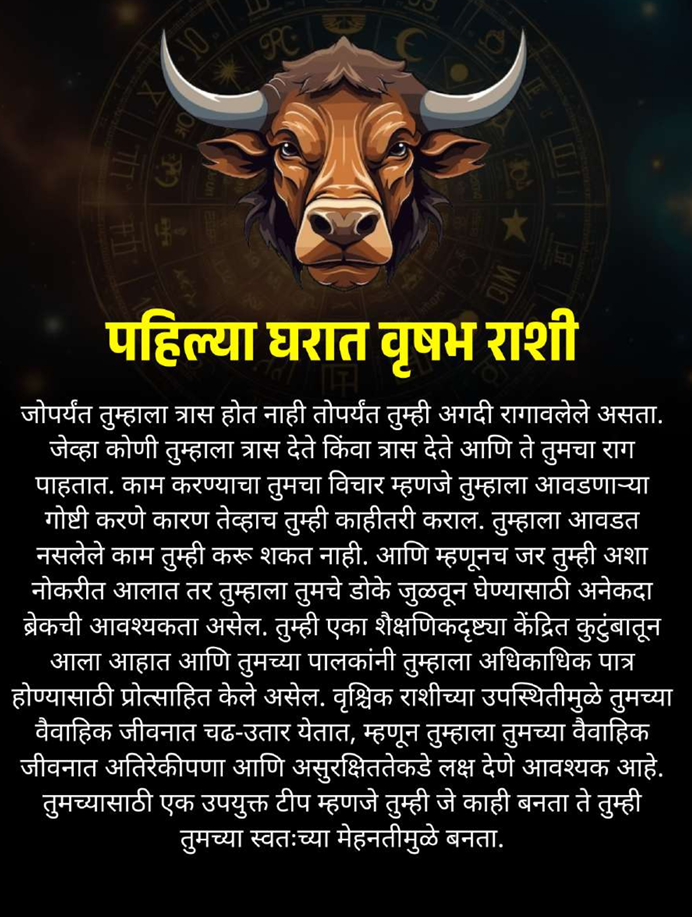 पहिल्या घरात वृषभ राशी
जोपर्यंत तुम्हाला त्रास होत नाही तोपर्यंत तुम्ही अगदी रागावलेले असता.
जेव्हा कोणी तुम्हाला त्रास देते किंवा त्रास देते आणि ते तुमचा राग
पाहतात. काम करण्याचा तुमचा विचार म्हणजे तुम्हाला आवडणाऱ्या
गोष्टी करणे कारण तेव्हाच तुम्ही काहीतरी कराल. तुम्हाला आवडत
नसलेले काम तुम्ही करू शकत नाही. आणि म्हणूनच जर तुम्ही अशा
नोकरीत आलात तर तुम्हाला तुमचे डोके जुळवून घेण्यासाठी अनेकदा
ब्रेकची आवश्यकता असेल. तुम्ही एका शैक्षणिकदृष्ट्या केंद्रित कुटुंबातून
आला आहात आणि तुमच्या पालकांनी तुम्हाला अधिकाधिक पात्र
होण्यासाठी प्रोत्साहित केले असेल. वृश्चिक राशीच्या उपस्थितीमुळे तुमच्या
वैवाहिक जीवनात चढ-उतार येतात, म्हणून तुम्हाला तुमच्या वैवाहिक
जीवनात अतिरेकीपणा आणि असुरक्षिततेकडे लक्ष देणे आवश्यक आहे.
तुमच्यासाठी एक उपयुक्त टीप म्हणजे तुम्ही जे काही बनता ते तुम्ही
तुमच्या स्वतःच्या मेहनतीमुळे बनता.